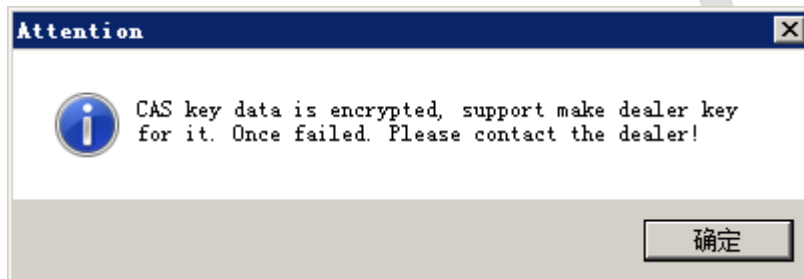 Attention
CAS key data is encrypted, support make dealer key
for it. Once failed. Please contact the dealer!
确定